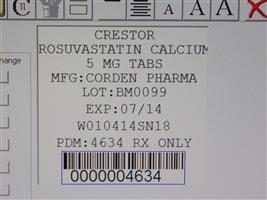 change
CRESTOR
ROSUVASTATIN CALCIUM
5 MG TABS
MFG:CORDEN PHARMA
LOT:BM0099
EXP:07/14
W010414SN18
PDM:4634 RX ONLY
0000004634